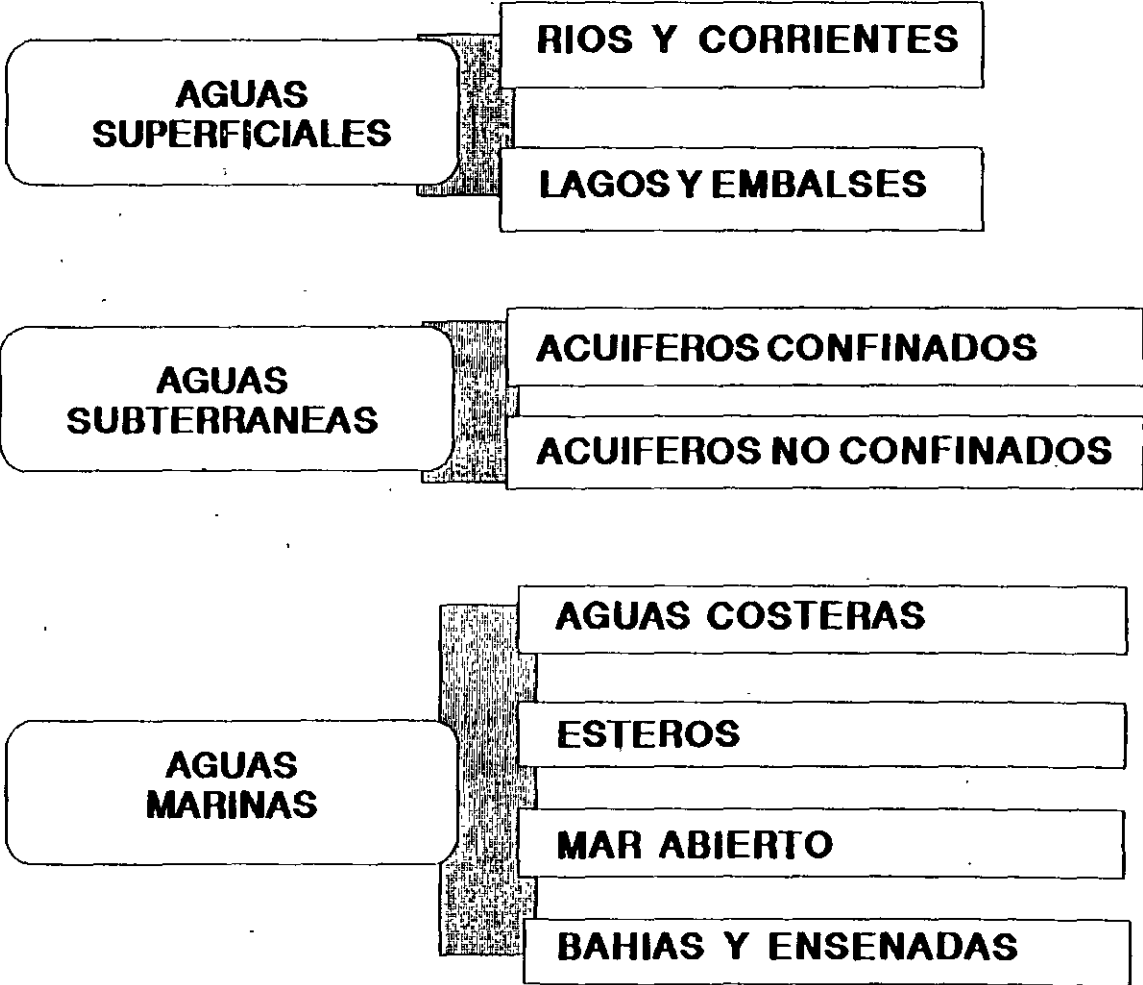 AGUAS
SUPERFICIALES
RIOS Y CORRIENTES
LAGOS Y EMBALSES
AGUAS
SUBTERRANEAS
ACUIFEROS CONFINADOS
ACUIFEROS NO CONFINADOS
AGUAS
MARINAS
AGUAS COSTERAS
ESTEROS
MAR ABIERTO
BAHIAS Y ENSENADAS